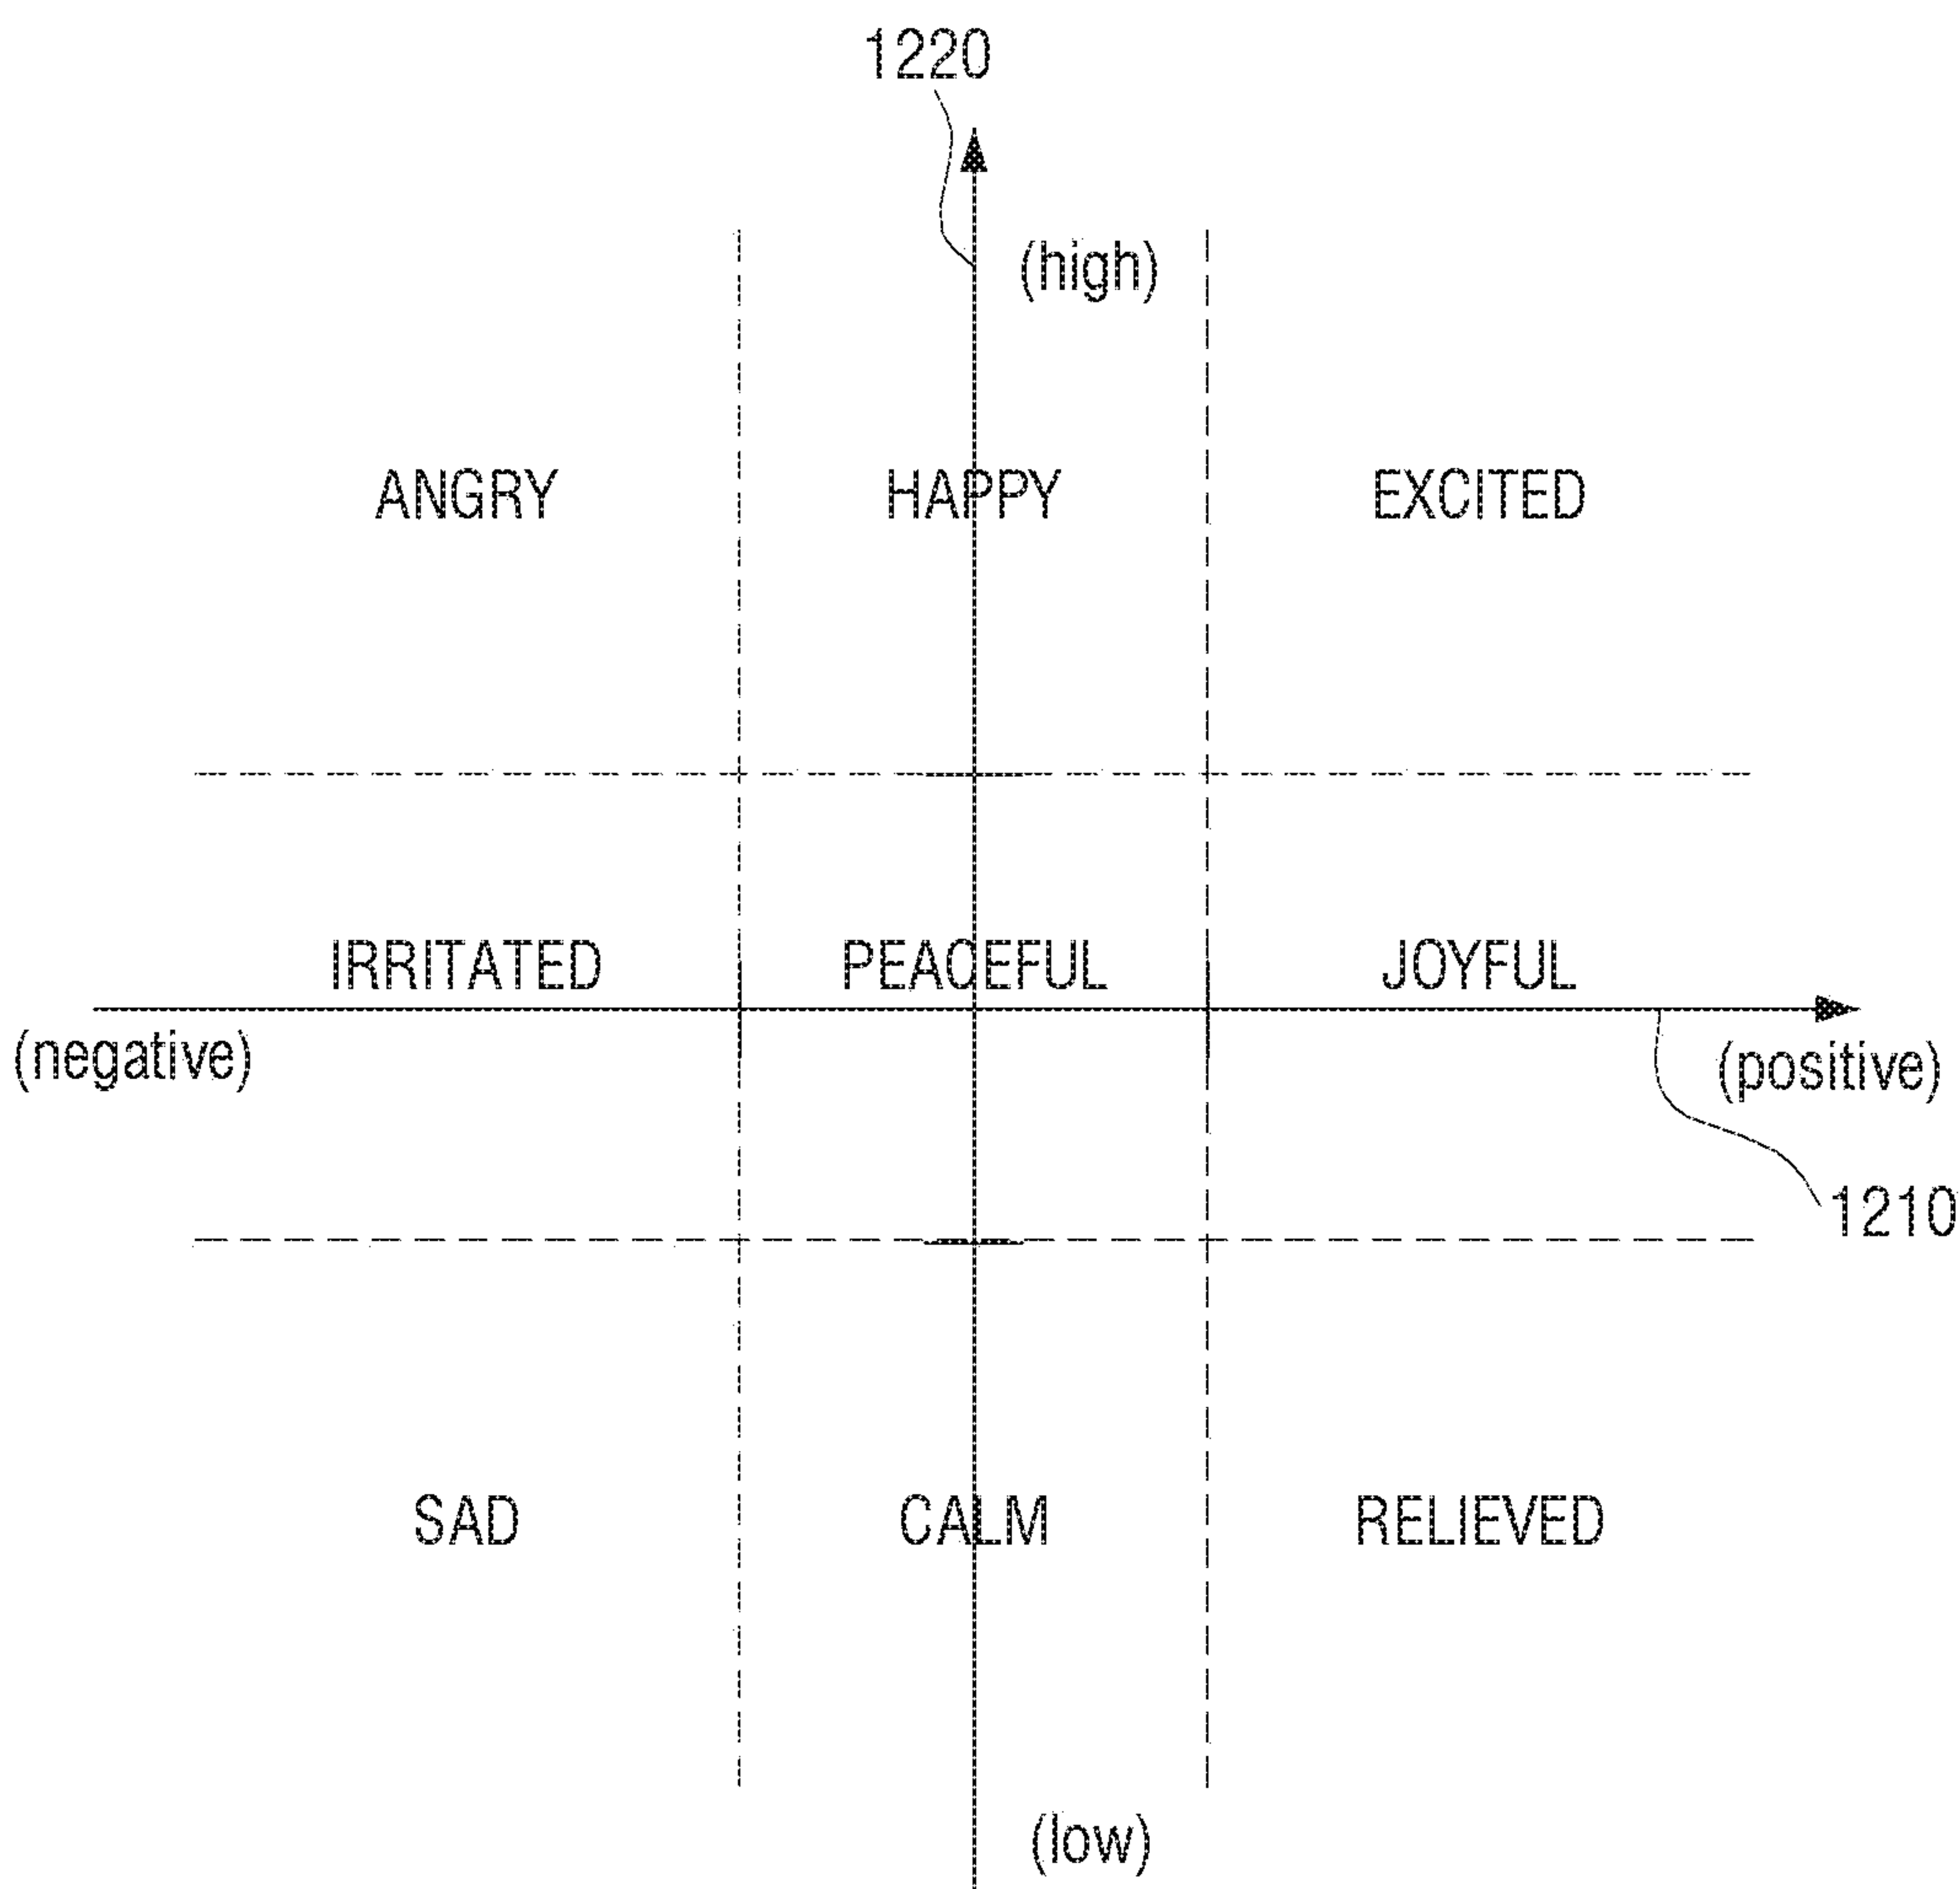 1220
(high)
ANGRY HAPPY EXCITED
IRRITATED PEACEFUL JOYFUL
(negative) (positive)
1210
SAD CALM RELIEVED
(low)